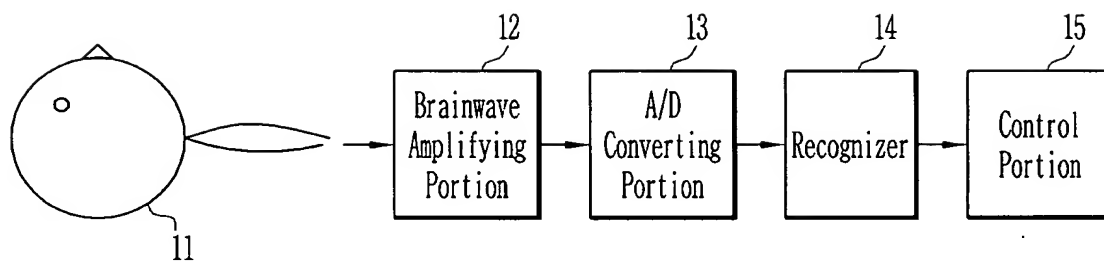 12
13
14
15
Brainwave
Amplifying
Portion
A/D
Converting
Portion
Recognizer
Control
Portion
11